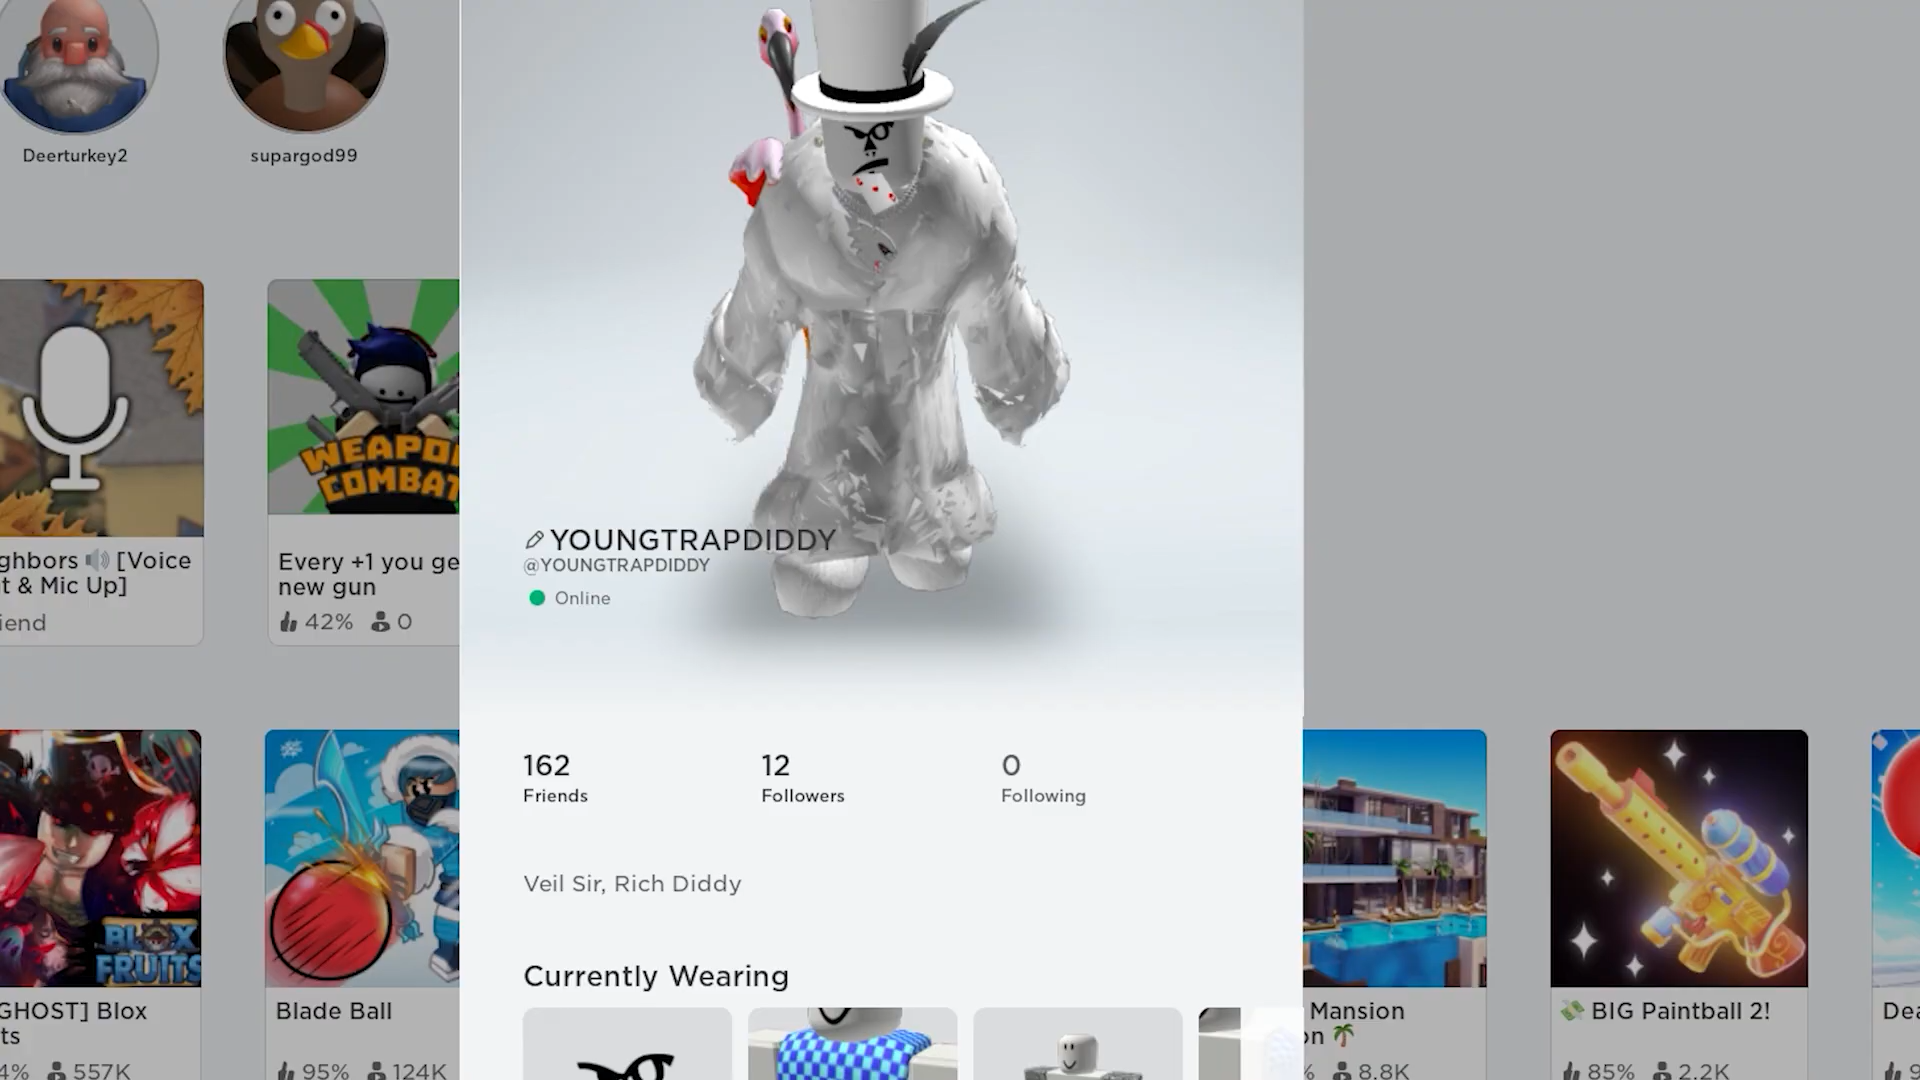 Deerturkey2
supargod99
WEAPO
COMBAT
ghbors 🔊 [Voice
t & Mic Up]
iend
Every +1 you ge
new gun
42% 0
YOUNGTRAPDIDDY
@YOUNGTRAPDIDDY
Online
162
Friends
12
Followers
0
Following
Veil Sir, Rich Diddy
Currently Wearing
BLOX
FRUITS
GHOST] Blox
ts
4% 557K
Blade Ball
95% 124K
Mansion
on 🌴
% 8.8K
💸 BIG Paintball 2!
85% 2.2K
Dea
9